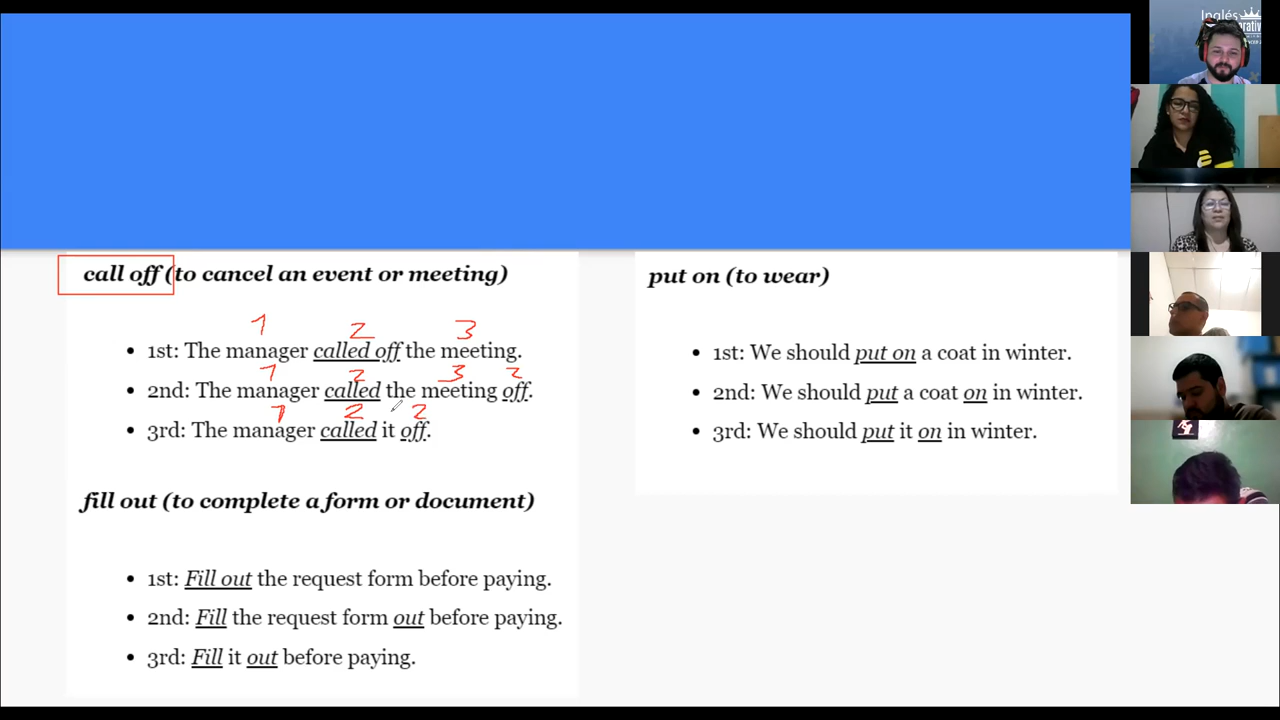 Inglés
call off (to cancel an event or meeting)
1 2 3
1st: The manager called off the meeting.
1 2 3 2
2nd: The manager called the meeting off.
1 2 2
3rd: The manager called it off.
fill out (to complete a form or document)
1st: Fill out the request form before paying.
2nd: Fill the request form out before paying.
3rd: Fill it out before paying.
put on (to wear)
1st: We should put on a coat in winter.
2nd: We should put a coat on in winter.
3rd: We should put it on in winter.